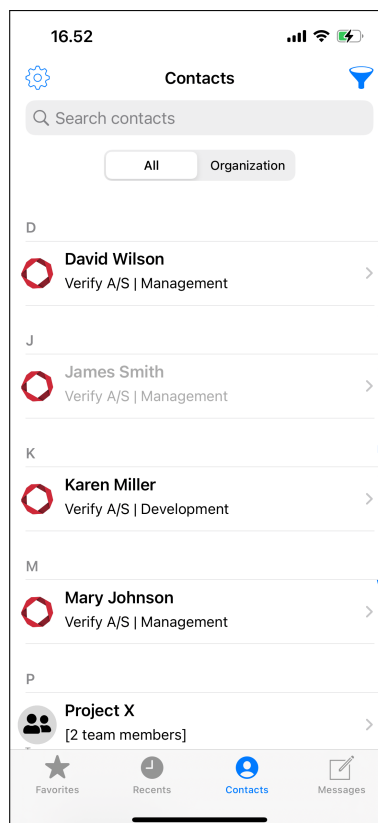 16.52
Contacts
Search contacts
All Organization
D
David Wilson
Verify A/S | Management
J
James Smith
Verify A/S | Management
K
Karen Miller
Verify A/S | Development
M
Mary Johnson
Verify A/S | Management
P
Project X
[2 team members]
Favorites Recents Contacts Messages